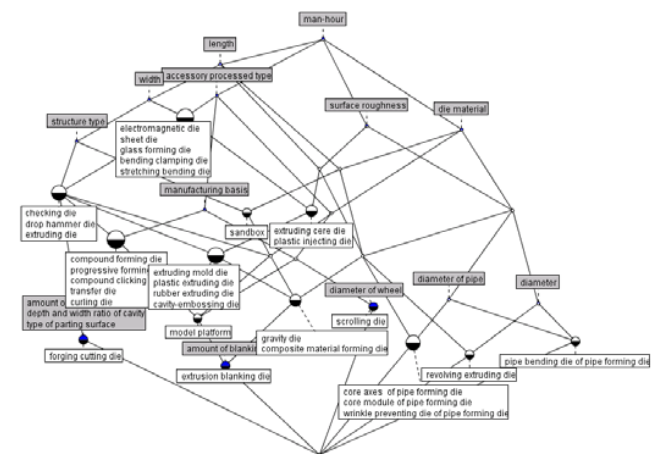 man-hour
length
accessory processed type
width
surface roughness
die material
structure type
electromagnetic die
sheet die
glass forming die
bending clamping die
stretching bending die
manufacturing basis
checking die
drop hammer die
extruding die
sandbox
extruding cere die
plastic injecting die
compound forming die
progressive forming
compound clicking
transfer die
curling die
extruding mold die
plastic extruding die
rubber extruding die
cavity-embossing die
diameter of pipe
diameter
diameter of wheel
amount of
depth and width ratio of cavity
type of parting surface
scrolling die
model platform
gravity die
composite material forming die
amount of blanki
forging cutting die
extrusion blanking die
pipe bending die of pipe forming die
revolving extruding die
core axes of pipe forming die
core module of pipe forming die
wrinkle preventing die of pipe forming die